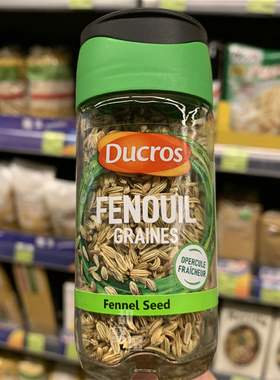 Ducros
FENOUIL
GRAINES
OPERCULE
FRAÎCHEUR
Fennel Seed